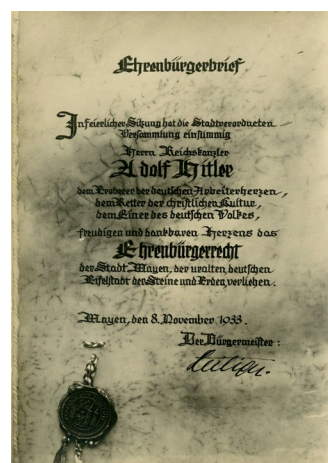 Ehrenbürgerbrief
In feierlicher Sitzung hat die Stadtverordneten-
Versammlung einstimmig
Herrn Reichskanzler
Adolf Hitler
dem Eroberer der deutschen Arbeiterherzen,
dem Retter der christlichen Kultur,
dem Einer des deutschen Volkes,
freudigen und dankbaren Herzens das
Ehrenbürgerrecht
der Stadt Mayen, der uralten deutschen
Eifelstadt der Steine und Erden, verliehen.
Mayen, den 8. November 1933.
Der Bürgermeister: